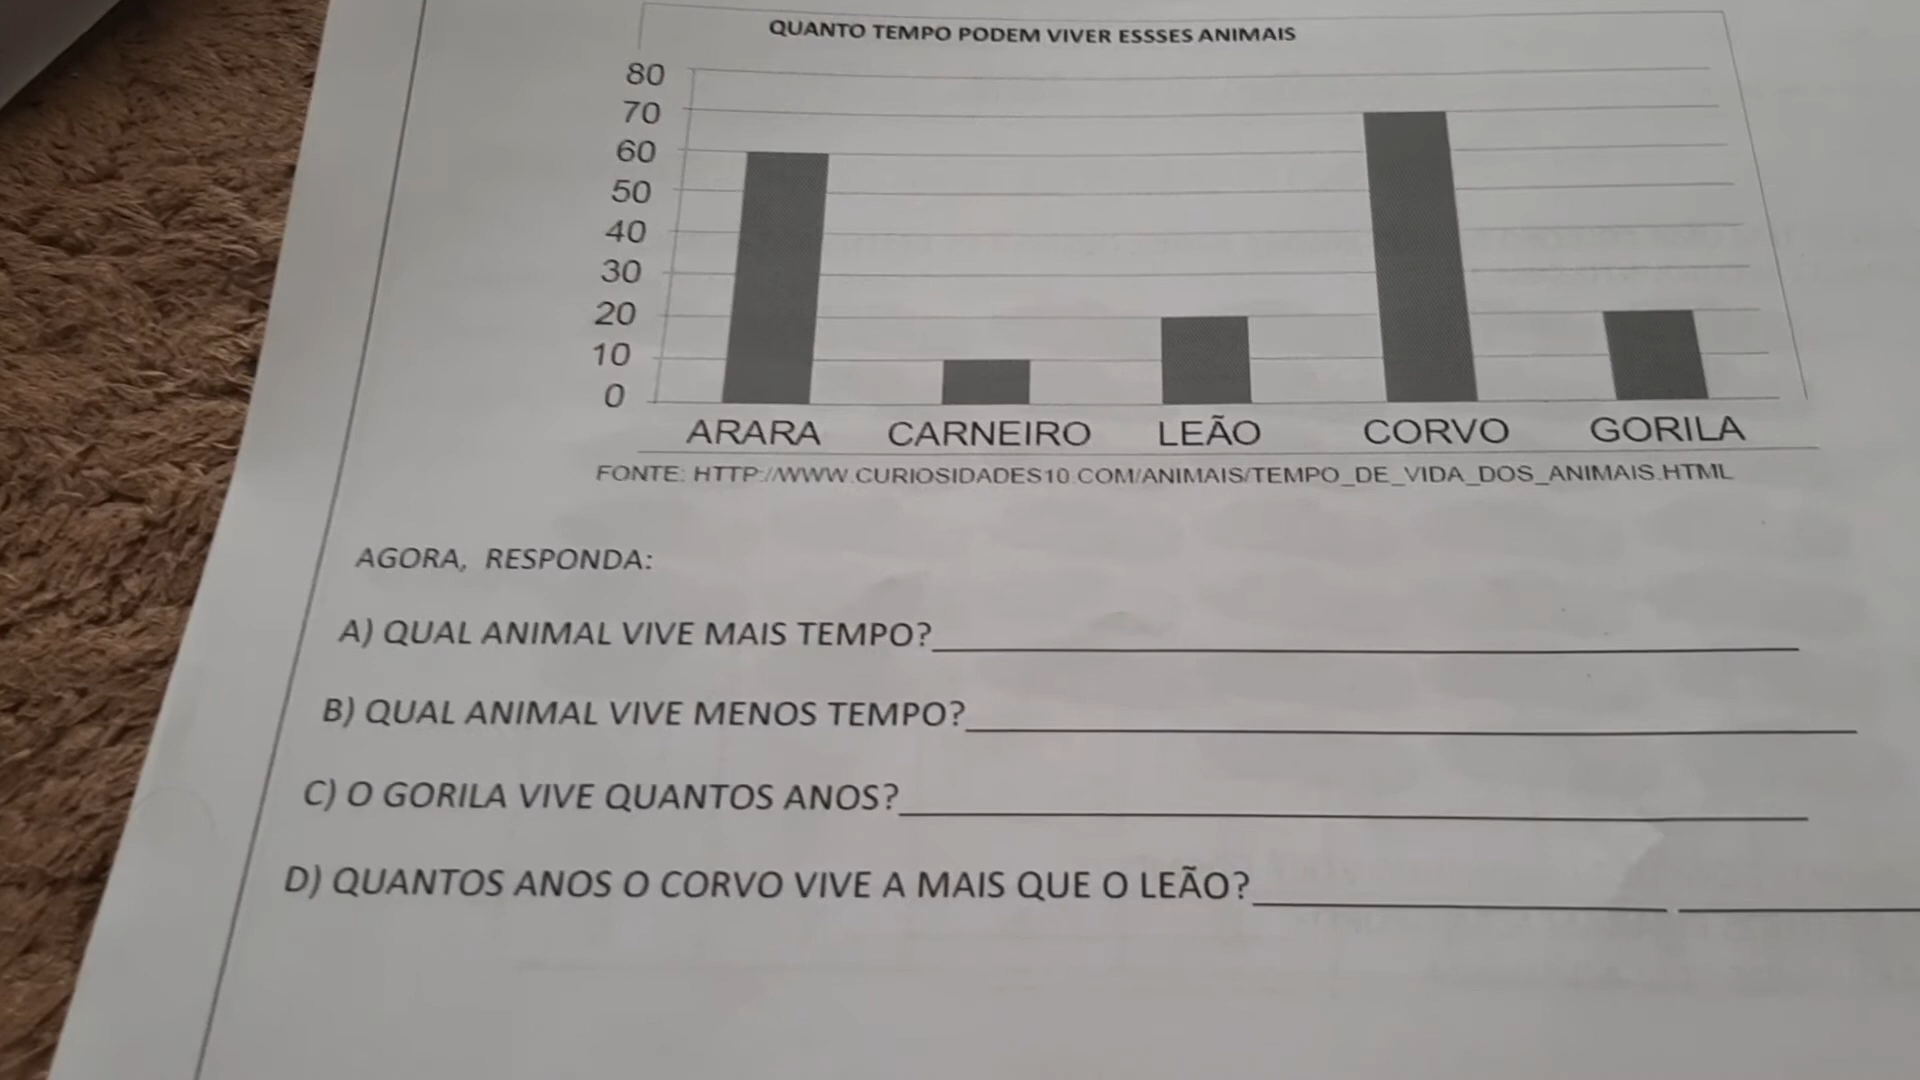 QUANTO TEMPO PODEM VIVER ESSSES ANIMAIS
80
70
60
50
40
30
20
10
0
ARARA CARNEIRO LEÃO CORVO GORILA
FONTE: HTTP://WWW.CURIOSIDADES10.COM/ANIMAIS/TEMPO_DE_VIDA_DOS_ANIMAIS.HTML
AGORA, RESPONDA:
A) QUAL ANIMAL VIVE MAIS TEMPO?
B) QUAL ANIMAL VIVE MENOS TEMPO?
C) O GORILA VIVE QUANTOS ANOS?
D) QUANTOS ANOS O CORVO VIVE A MAIS QUE O LEÃO?